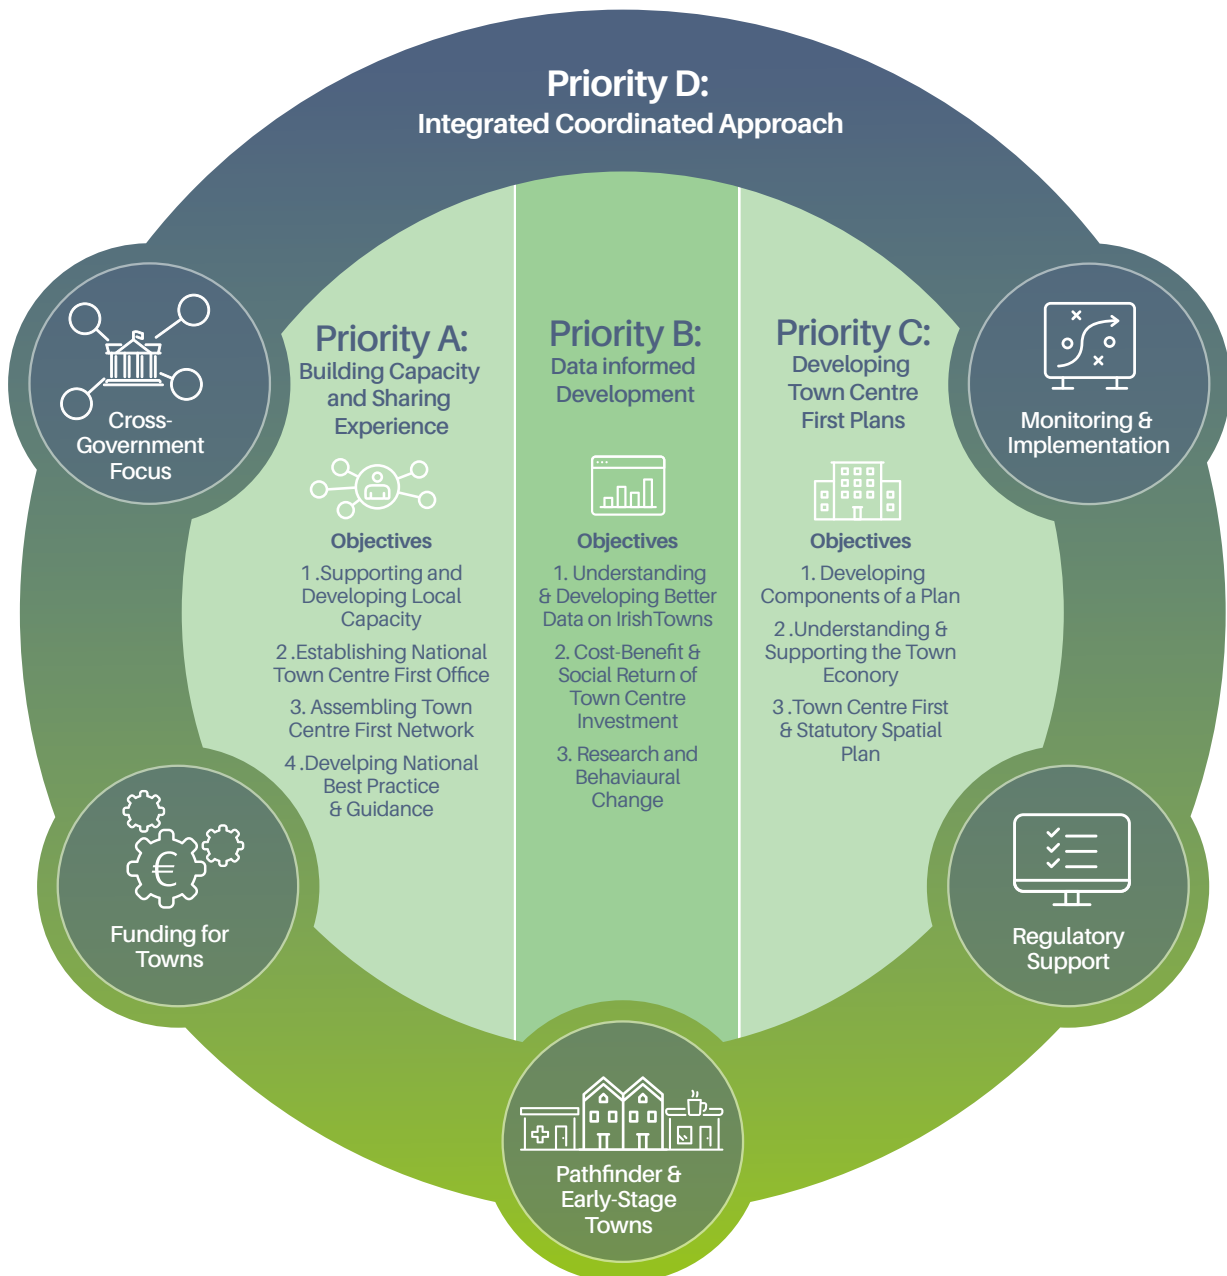 Priority D:
Integrated Coordinated Approach
Cross-
Government
Focus
Priority A:
Building Capacity
and Sharing
Experience
Objectives
1 .Supporting and
Developing Local
Capacity
2 .Establishing National
Town Centre First Office
3. Assembling Town
Centre First Network
4 .Develping National
Best Practice
& Guidance
Priority B:
Data informed
Development
Objectives
1. Understanding
& Developing Better
Data on IrishTowns
2. Cost-Benefit &
Social Return of
Town Centre
Investment
3. Research and
Behaviaural
Change
Priority C:
Developing
Town Centre
First Plans
Objectives
1. Developing
Components of a Plan
2 .Understanding &
Supporting the Town
Econory
3 .Town Centre First
& Statutory Spatial
Plan
Monitoring &
Implementation
Funding for
Towns
€
Regulatory
Support
Pathfinder &
Early-Stage
Towns